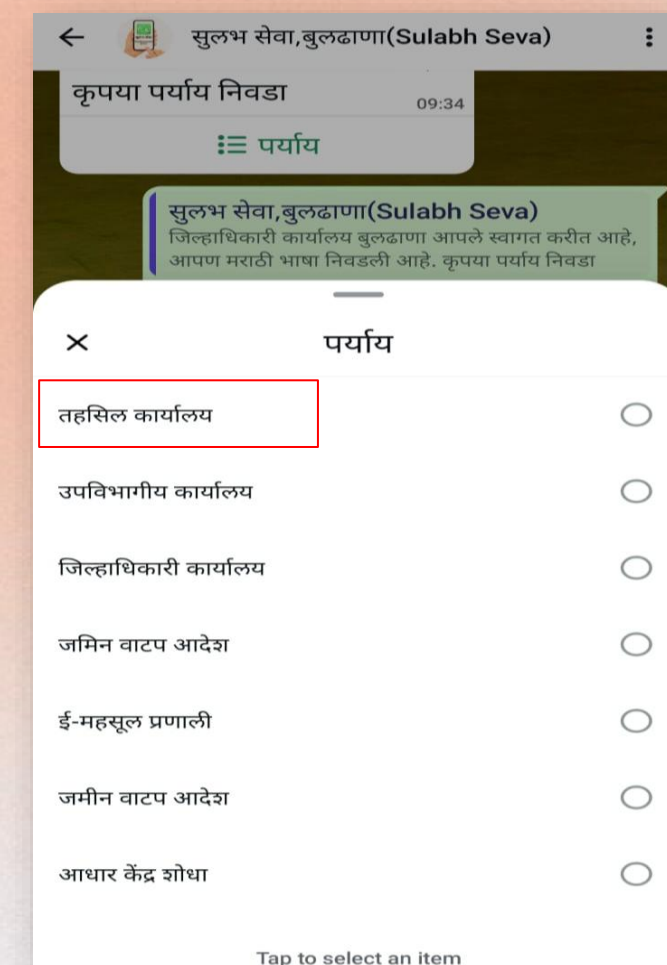 सुलभ सेवा,बुलढाणा(Sulabh Seva)
कृपया पर्याय निवडा
09:34
पर्याय
सुलभ सेवा,बुलढाणा(Sulabh Seva)
जिल्हाधिकारी कार्यालय बुलढाणा आपले स्वागत करीत आहे,
आपण मराठी भाषा निवडली आहे. कृपया पर्याय निवडा
पर्याय
तहसिल कार्यालय
उपविभागीय कार्यालय
जिल्हाधिकारी कार्यालय
जमिन वाटप आदेश
ई-महसूल प्रणाली
जमीन वाटप आदेश
आधार केंद्र शोधा
Tap to select an item